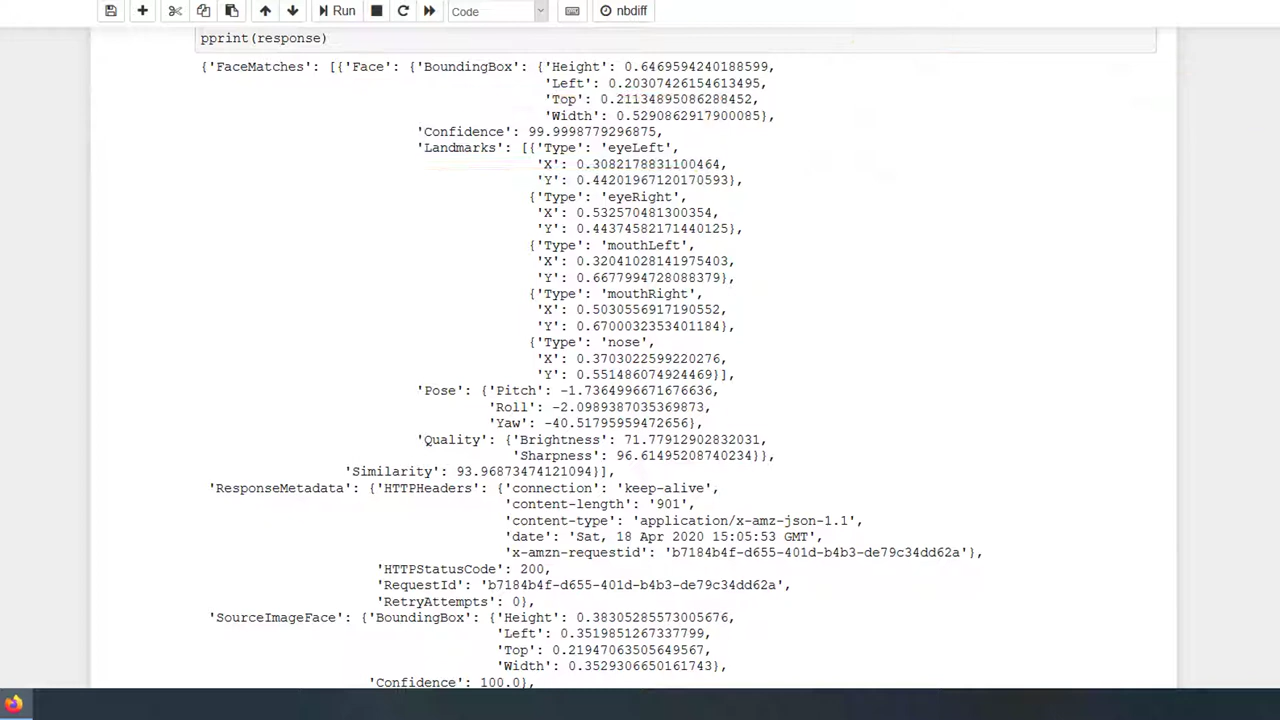 Run
Code
nbdiff
pprint(response)
{'FaceMatches': [{'Face': {'BoundingBox': {'Height': 0.6469594240188599,
'Left': 0.20307426154613495,
'Top': 0.21134895086288452,
'Width': 0.5290862917900085},
'Confidence': 99.9998779296875,
'Landmarks': [{'Type': 'eyeLeft',
'X': 0.3082178831100464,
'Y': 0.44201967120170593},
{'Type': 'eyeRight',
'X': 0.532570481300354,
'Y': 0.44374582171440125},
{'Type': 'mouthLeft',
'X': 0.32041028141975403,
'Y': 0.6677994728088379},
{'Type': 'mouthRight',
'X': 0.5030556917190552,
'Y': 0.6700032353401184},
{'Type': 'nose',
'X': 0.3703022599220276,
'Y': 0.551486074924469}],
'Pose': {'Pitch': -1.7364996671676636,
'Roll': -2.0989387035369873,
'Yaw': -40.51795959472656},
'Quality': {'Brightness': 71.77912902832031,
'Sharpness': 96.61495208740234}},
'Similarity': 93.96873474121094}],
'ResponseMetadata': {'HTTPHeaders': {'connection': 'keep-alive',
'content-length': '901',
'content-type': 'application/x-amz-json-1.1',
'date': 'Sat, 18 Apr 2020 15:05:53 GMT',
'x-amzn-requestid': 'b7184b4f-d655-401d-b4b3-de79c34dd62a'},
'HTTPStatusCode': 200,
'RequestId': 'b7184b4f-d655-401d-b4b3-de79c34dd62a',
'RetryAttempts': 0},
'SourceImageFace': {'BoundingBox': {'Height': 0.38305285573005676,
'Left': 0.3519851267337799,
'Top': 0.21947063505649567,
'Width': 0.3529306650161743},
'Confidence': 100.0},